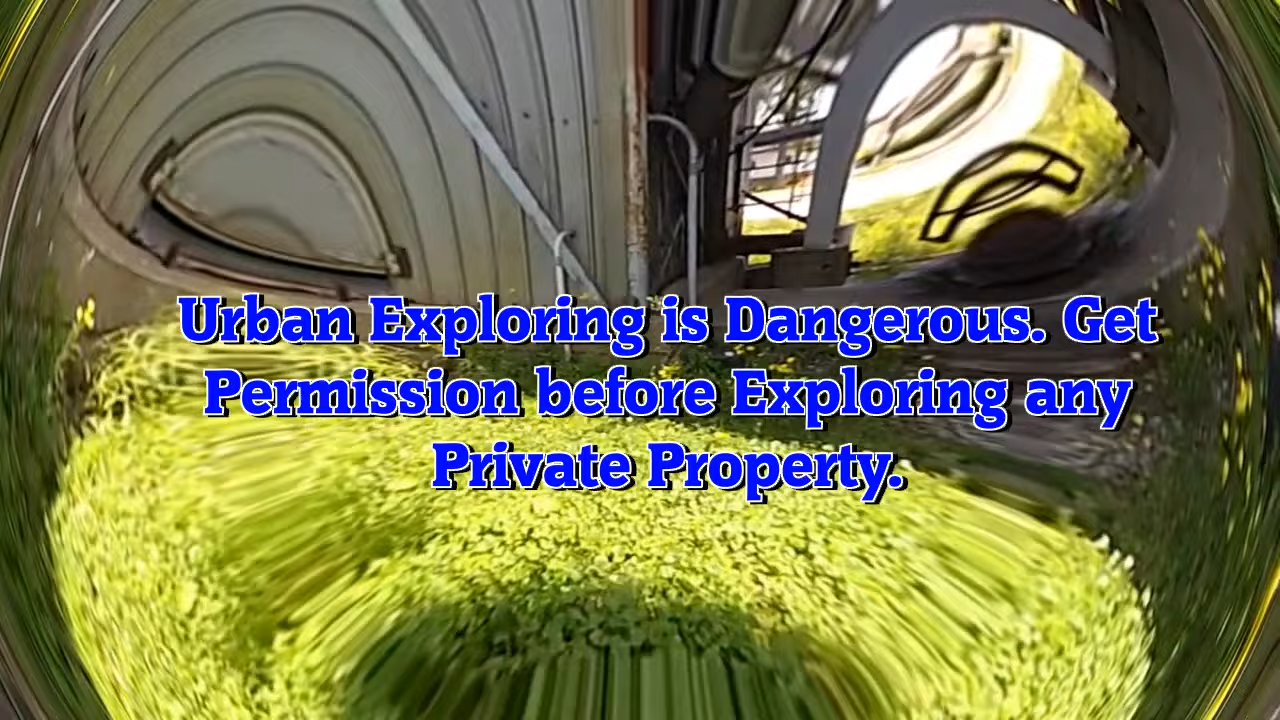 Urban Exploring is Dangerous. Get
Permission before Exploring any
Private Property.